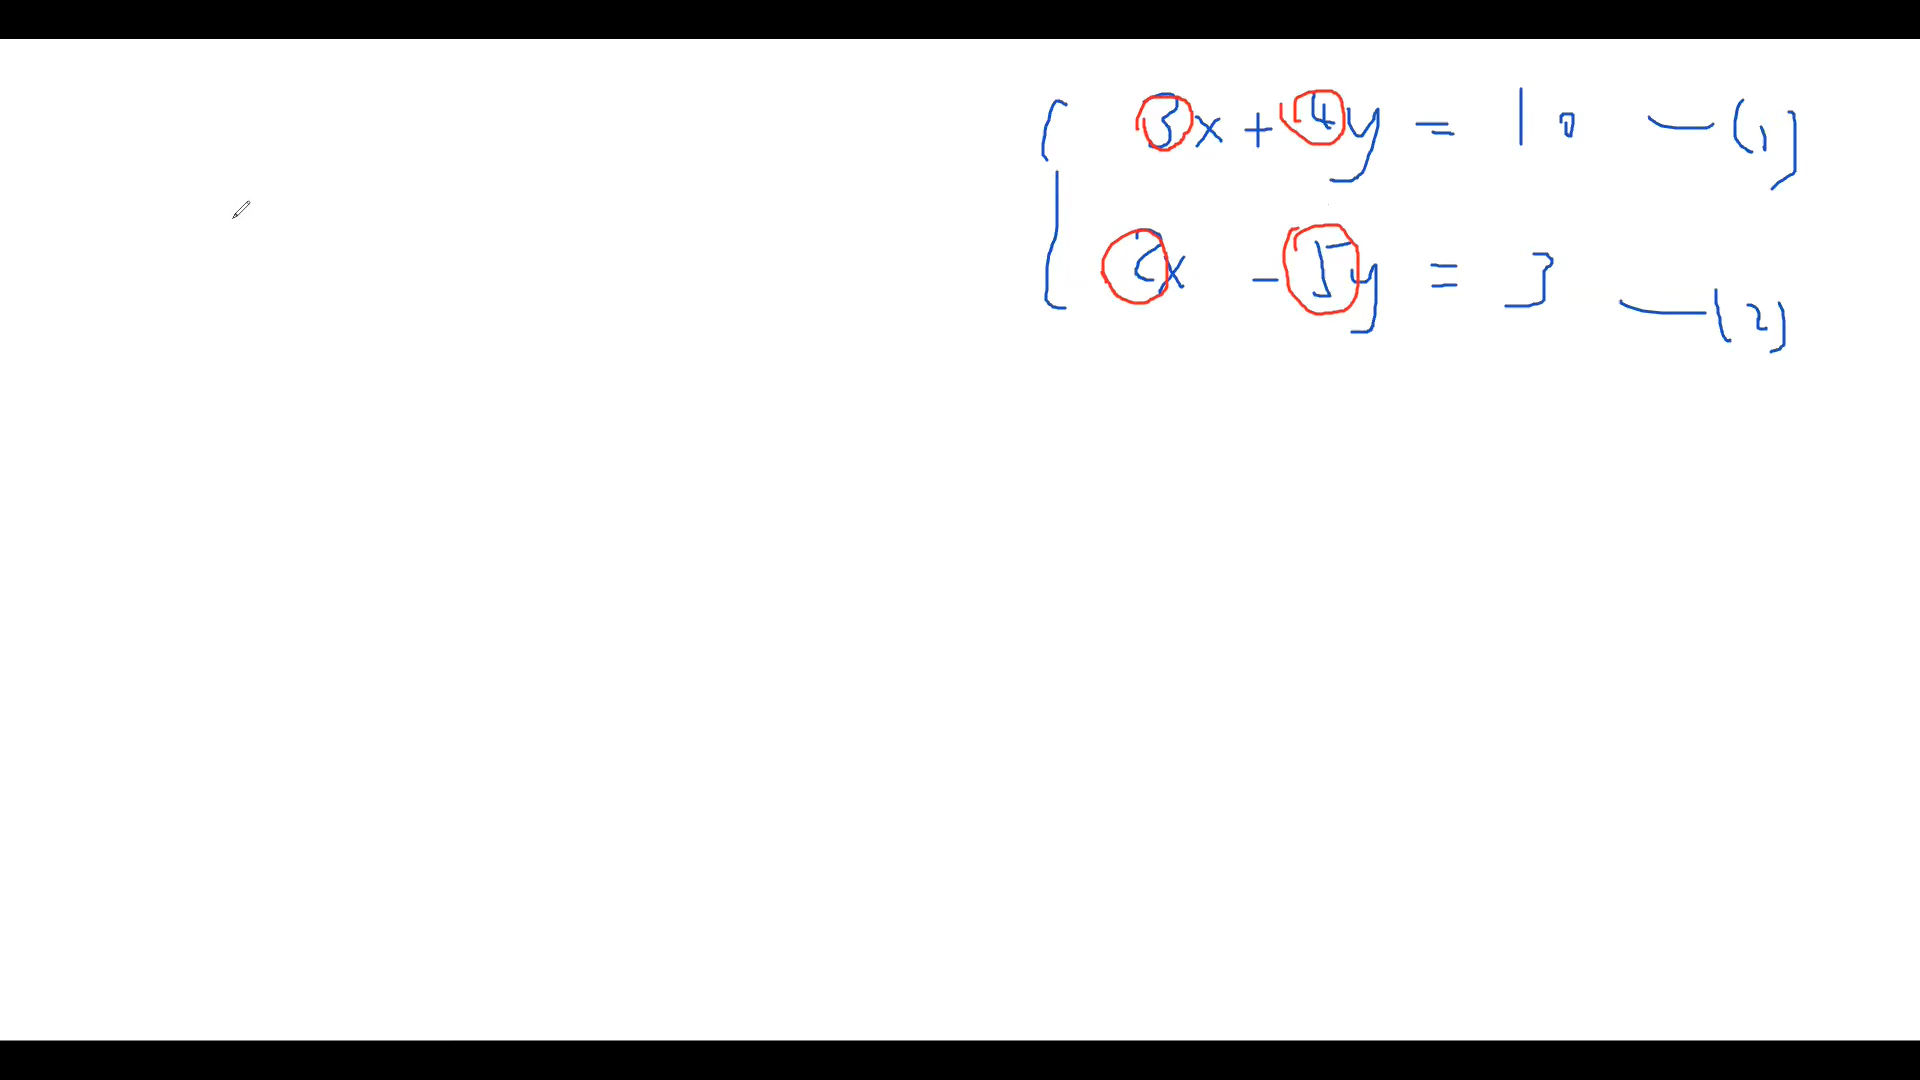 3x + 4y = 10 — (1)
2x - 5y = 3 — (2)